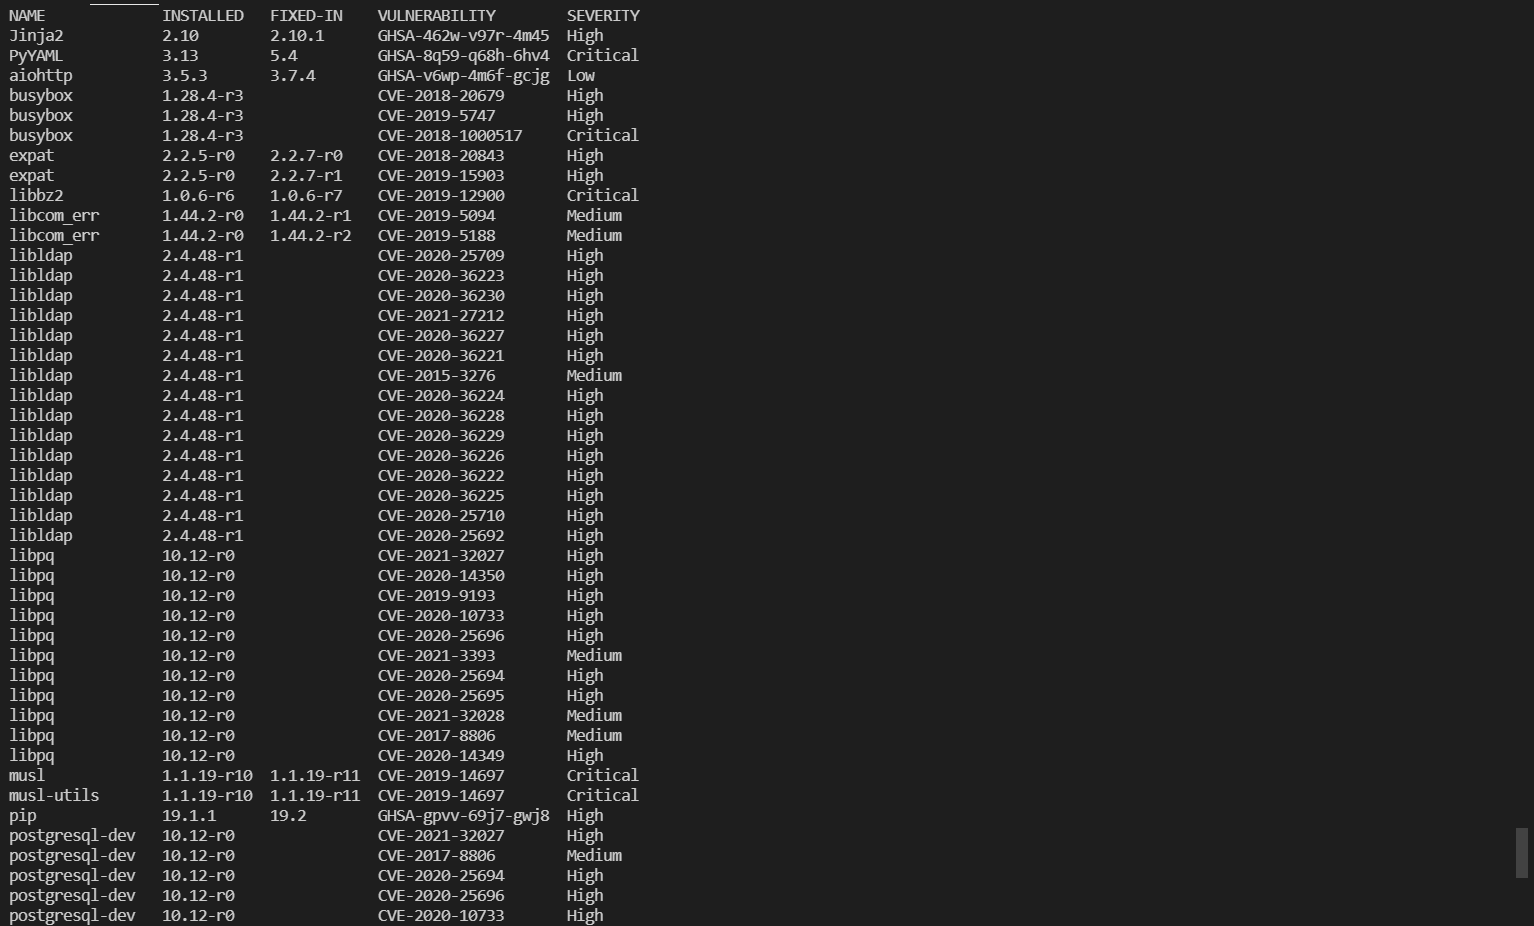 NAME INSTALLED FIXED-IN VULNERABILITY SEVERITY
Jinja2 2.10 2.10.1 GHSA-462w-v97r-4m45 High
PyYAML 3.13 5.4 GHSA-8q59-q68h-6hv4 Critical
aiohttp 3.5.3 3.7.4 GHSA-v6wp-4m6f-gcjg Low
busybox 1.28.4-r3 CVE-2018-20679 High
busybox 1.28.4-r3 CVE-2019-5747 High
busybox 1.28.4-r3 CVE-2018-1000517 Critical
expat 2.2.5-r0 2.2.7-r0 CVE-2018-20843 High
expat 2.2.5-r0 2.2.7-r1 CVE-2019-15903 High
libbz2 1.0.6-r6 1.0.6-r7 CVE-2019-12900 Critical
libcom_err 1.44.2-r0 1.44.2-r1 CVE-2019-5094 Medium
libcom_err 1.44.2-r0 1.44.2-r2 CVE-2019-5188 Medium
libldap 2.4.48-r1 CVE-2020-25709 High
libldap 2.4.48-r1 CVE-2020-36223 High
libldap 2.4.48-r1 CVE-2020-36230 High
libldap 2.4.48-r1 CVE-2021-27212 High
libldap 2.4.48-r1 CVE-2020-36227 High
libldap 2.4.48-r1 CVE-2020-36221 High
libldap 2.4.48-r1 CVE-2015-3276 Medium
libldap 2.4.48-r1 CVE-2020-36224 High
libldap 2.4.48-r1 CVE-2020-36228 High
libldap 2.4.48-r1 CVE-2020-36229 High
libldap 2.4.48-r1 CVE-2020-36226 High
libldap 2.4.48-r1 CVE-2020-36222 High
libldap 2.4.48-r1 CVE-2020-36225 High
libldap 2.4.48-r1 CVE-2020-25710 High
libldap 2.4.48-r1 CVE-2020-25692 High
libpq 10.12-r0 CVE-2021-32027 High
libpq 10.12-r0 CVE-2020-14350 High
libpq 10.12-r0 CVE-2019-9193 High
libpq 10.12-r0 CVE-2020-10733 High
libpq 10.12-r0 CVE-2020-25696 High
libpq 10.12-r0 CVE-2021-3393 Medium
libpq 10.12-r0 CVE-2020-25694 High
libpq 10.12-r0 CVE-2020-25695 High
libpq 10.12-r0 CVE-2021-32028 Medium
libpq 10.12-r0 CVE-2017-8806 Medium
libpq 10.12-r0 CVE-2020-14349 High
musl 1.1.19-r10 1.1.19-r11 CVE-2019-14697 Critical
musl-utils 1.1.19-r10 1.1.19-r11 CVE-2019-14697 Critical
pip 19.1.1 19.2 GHSA-gpvv-69j7-gwj8 High
postgresql-dev 10.12-r0 CVE-2021-32027 High
postgresql-dev 10.12-r0 CVE-2017-8806 Medium
postgresql-dev 10.12-r0 CVE-2020-25694 High
postgresql-dev 10.12-r0 CVE-2020-25696 High
postgresql-dev 10.12-r0 CVE-2020-10733 High